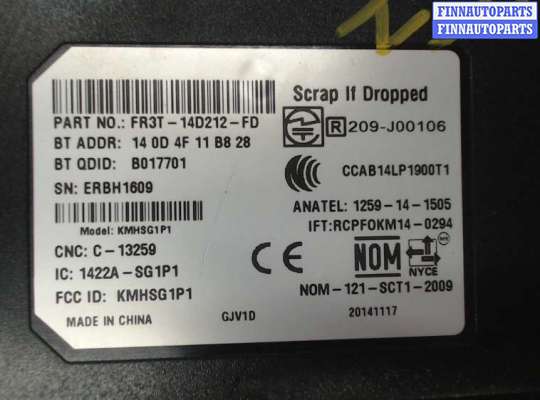 FINNAUTOPARTS
FINNAUTOPARTS
Scrap If Dropped
PART NO.: FR3T-14D212-FD
BT ADDR: 14 0D 4F 11 B8 28
R 209-J00106
BT QDID: B017701
CCAB14LP1900T1
SN: ERBH1609
ANATEL: 1259-14-1505
Model: KMHSG1P1
IFT:RCPFOKM14-0294
CNC: C-13259
IC: 1422A-SG1P1
CE
NOM
NYCE
FCC ID: KMHSG1P1
NOM-121-SCT1-2009
MADE IN CHINA
GJV1D
20141117